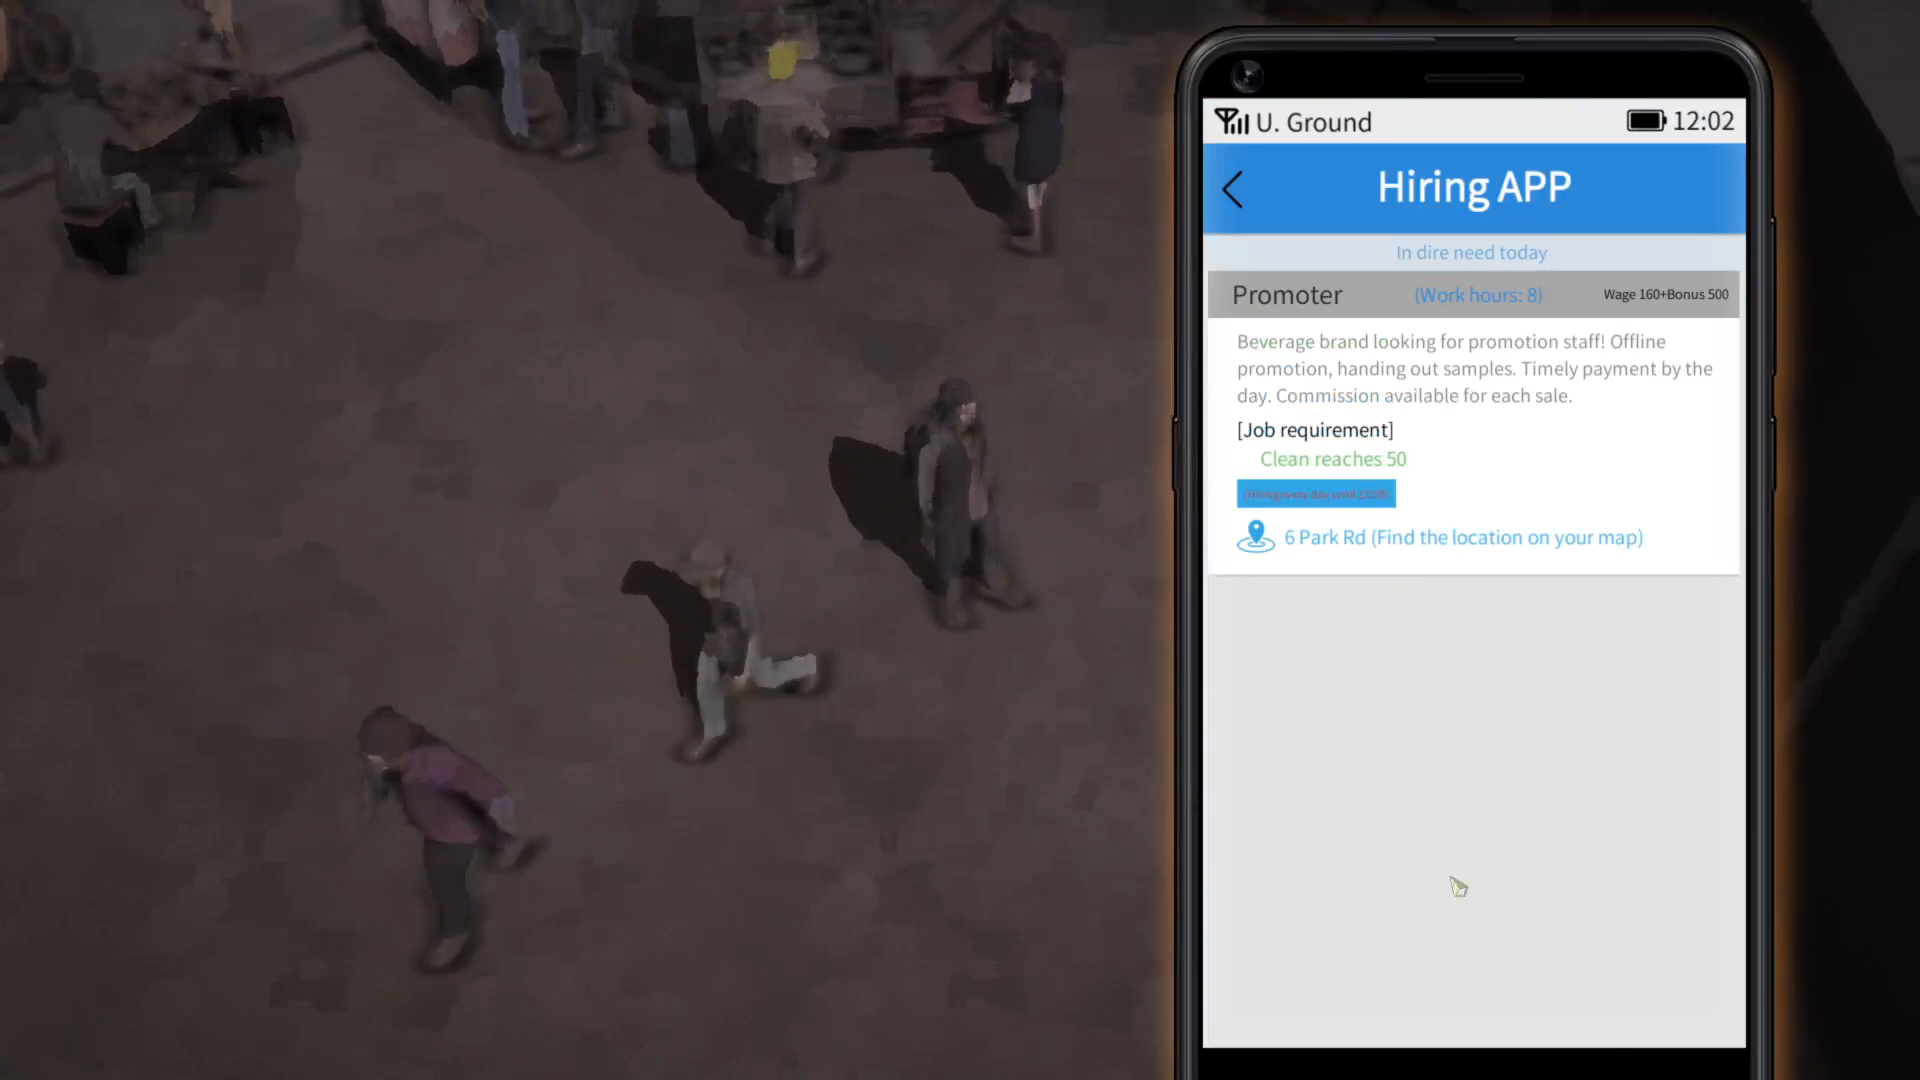 U. Ground
12:02
Hiring APP
In dire need today
Promoter (Work hours: 8) Wage 160+Bonus 500
Beverage brand looking for promotion staff! Offline
promotion, handing out samples. Timely payment by the
day. Commission available for each sale.
[Job requirement]
Clean reaches 50
6 Park Rd (Find the location on your map)